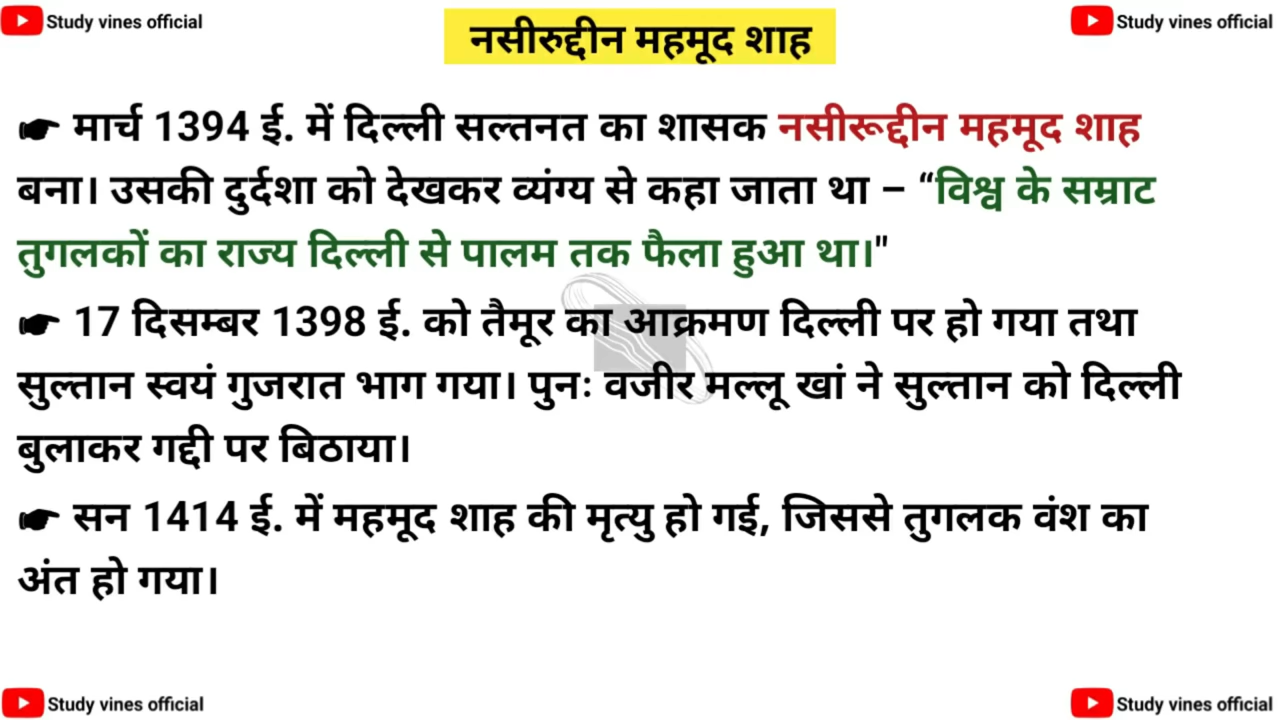 Study vines official
नसीरुद्दीन महमूद शाह
Study vines official
☛ मार्च 1394 ई. में दिल्ली सल्तनत का शासक नसीरूद्दीन महमूद शाह
बना। उसकी दुर्दशा को देखकर व्यंग्य से कहा जाता था – “विश्व के सम्राट
तुगलकों का राज्य दिल्ली से पालम तक फैला हुआ था।"
☛ 17 दिसम्बर 1398 ई. को तैमूर का आक्रमण दिल्ली पर हो गया तथा
सुल्तान स्वयं गुजरात भाग गया। पुनः वजीर मल्लू खां ने सुल्तान को दिल्ली
बुलाकर गद्दी पर बिठाया।
☛ सन 1414 ई. में महमूद शाह की मृत्यु हो गई, जिससे तुगलक वंश का
अंत हो गया।
Study vines official
Study vines official